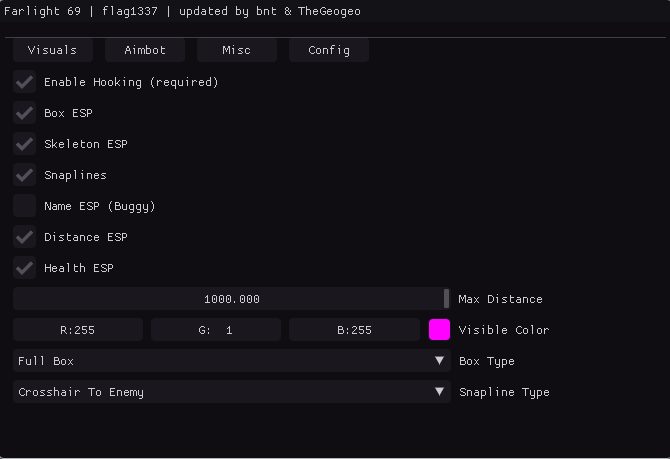 Farlight 69 | flag1337 | updated by bnt & TheGeogeo
Visuals Aimbot Misc Config
Enable Hooking (required)
Box ESP
Skeleton ESP
Snaplines
Name ESP (Buggy)
Distance ESP
Health ESP
1000.000 Max Distance
R:255 G: 1 B:255 Visible Color
Full Box Box Type
Crosshair To Enemy Snapline Type